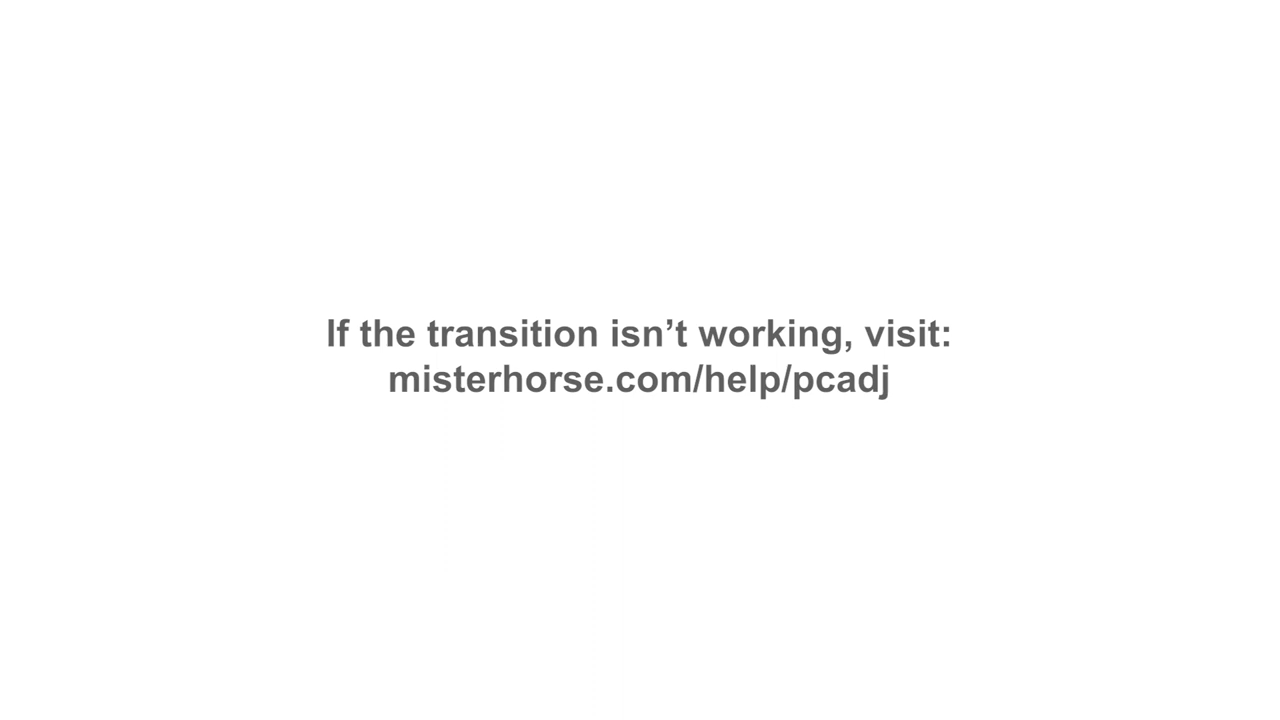 If the transition isn’t working, visit:
misterhorse.com/help/pcadj